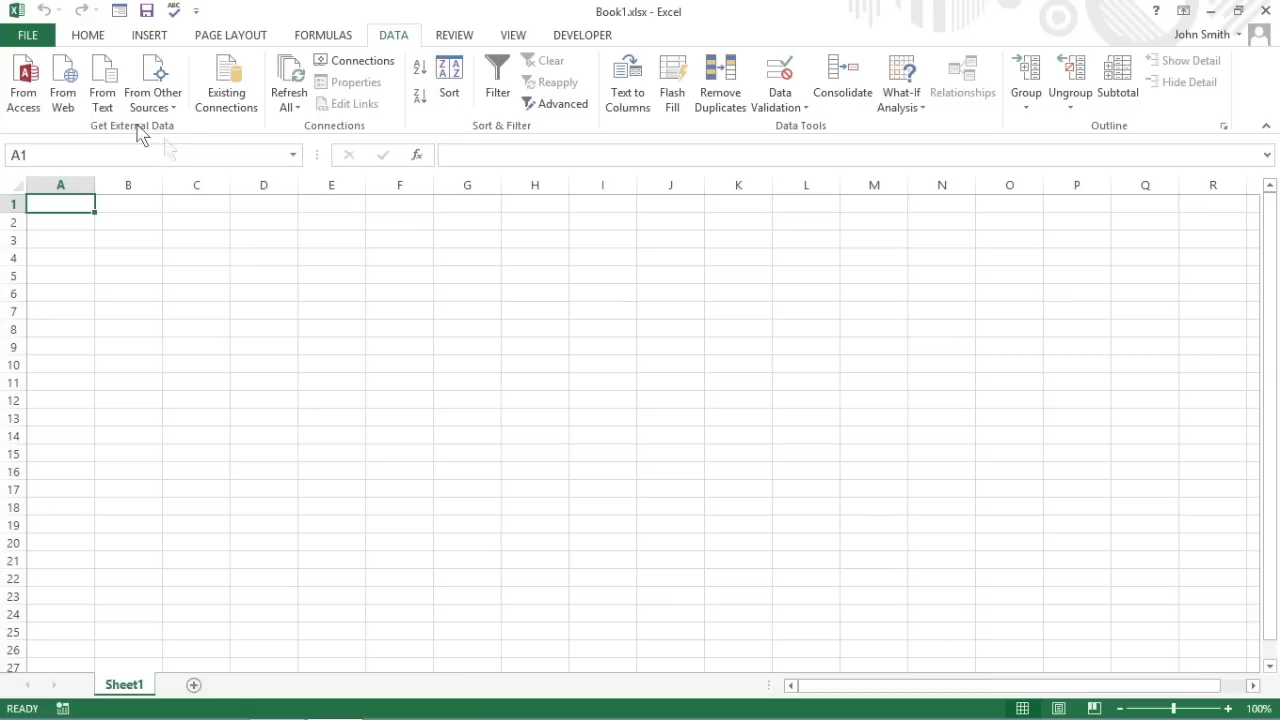 Book1.xlsx - Excel
FILE HOME INSERT PAGE LAYOUT FORMULAS DATA REVIEW VIEW DEVELOPER John Smith
From Access
From Web
From Text
From Other Sources
Existing Connections
Get External Data
Refresh All
Connections
Properties
Edit Links
Connections
Sort
Filter
Clear
Reapply
Advanced
Sort & Filter
Text to Columns
Flash Fill
Remove Duplicates
Data Validation
Consolidate
What-If Analysis
Relationships
Data Tools
Group
Ungroup
Subtotal
Show Detail
Hide Detail
Outline
A1 fx
A B C D E F G H I J K L M N O P Q R
1
2
3
4
5
6
7
8
9
10
11
12
13
14
15
16
17
18
19
20
21
22
23
24
25
26
27
Sheet1
READY 100%